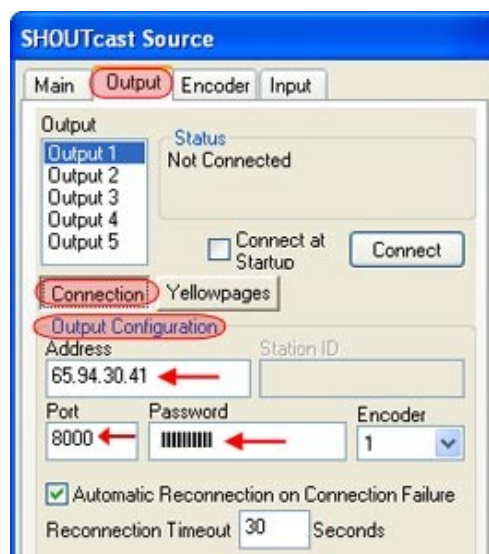 SHOUTcast Source
Main Output Encoder Input
Output
Output 1
Output 2
Output 3
Output 4
Output 5
Status
Not Connected
Connect at
Startup
Connect
Connection Yellowpages
Output Configuration
Address Station ID
65.94.30.41
Port Password Encoder
8000 1
Automatic Reconnection on Connection Failure
Reconnection Timeout 30 Seconds